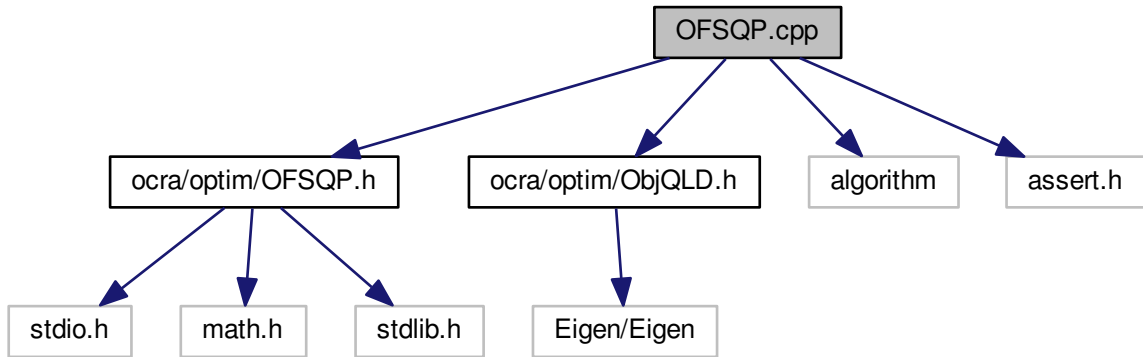 OFSQP.cpp
ocra/optim/OFSQP.h
ocra/optim/ObjQLD.h
algorithm
assert.h
stdio.h
math.h
stdlib.h
Eigen/Eigen